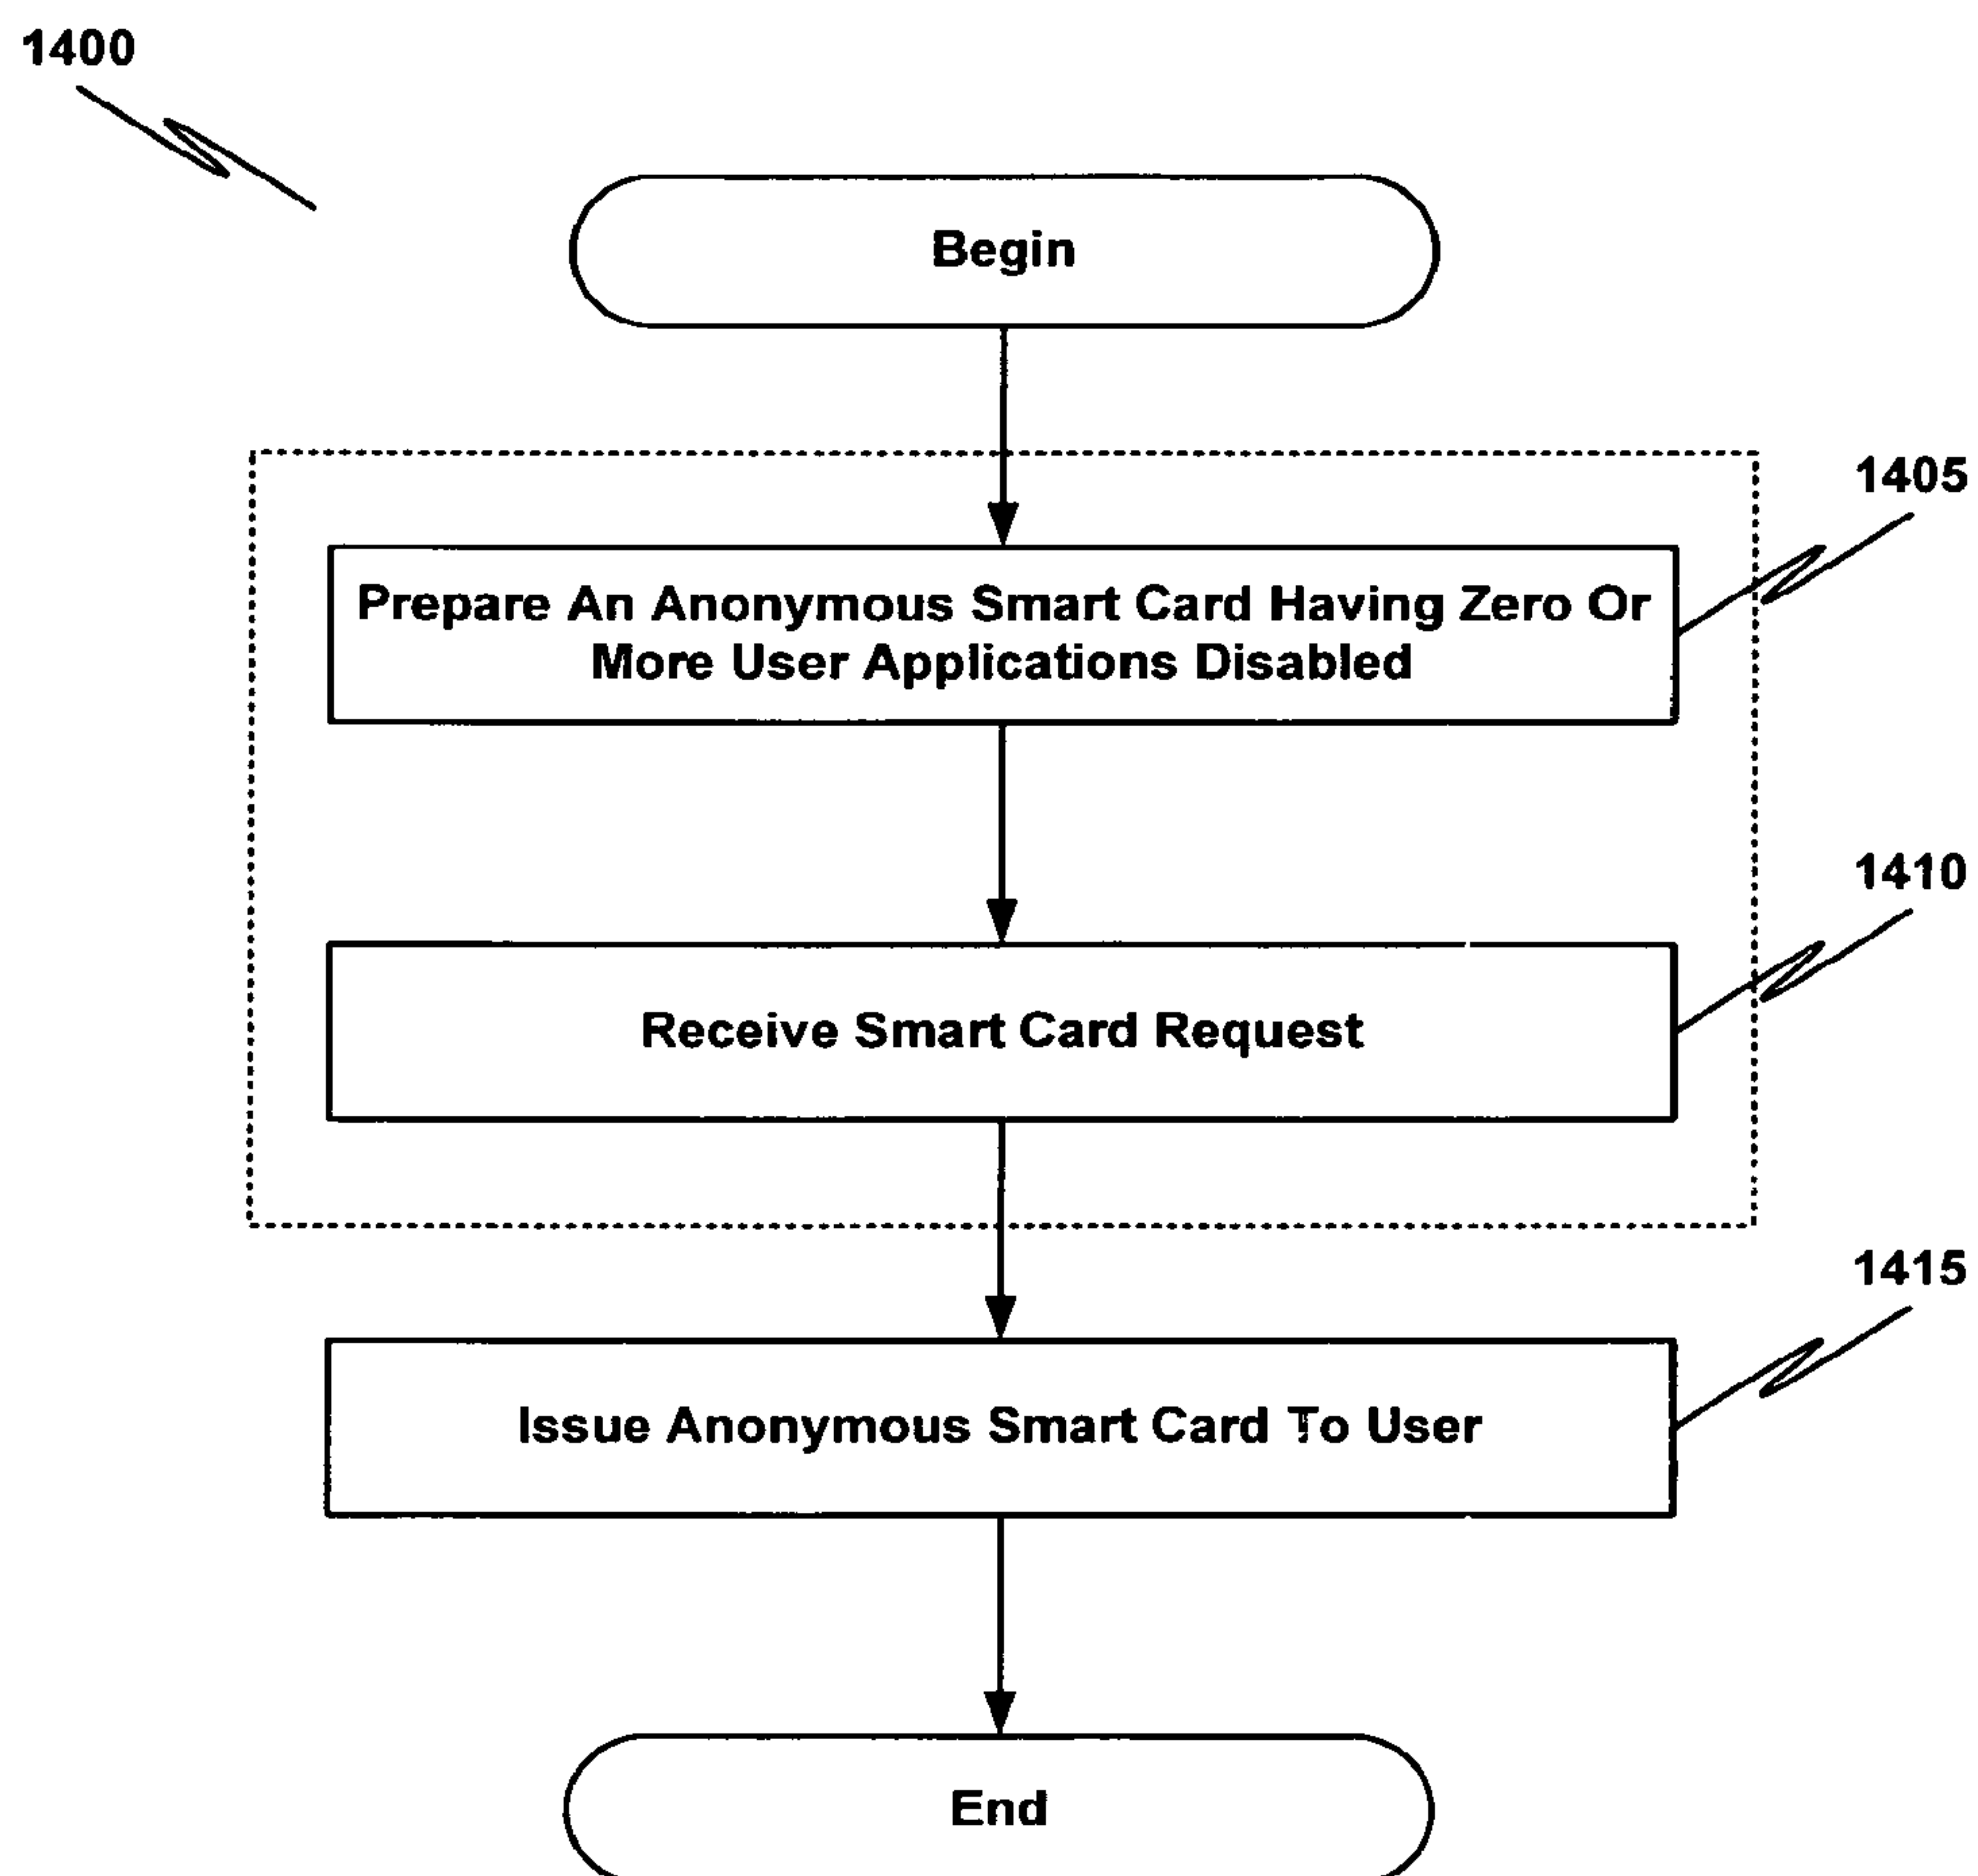 1400
Begin
1405
Prepare An Anonymous Smart Card Having Zero Or
More User Applications Disabled
1410
Receive Smart Card Request
1415
Issue Anonymous Smart Card To User
End